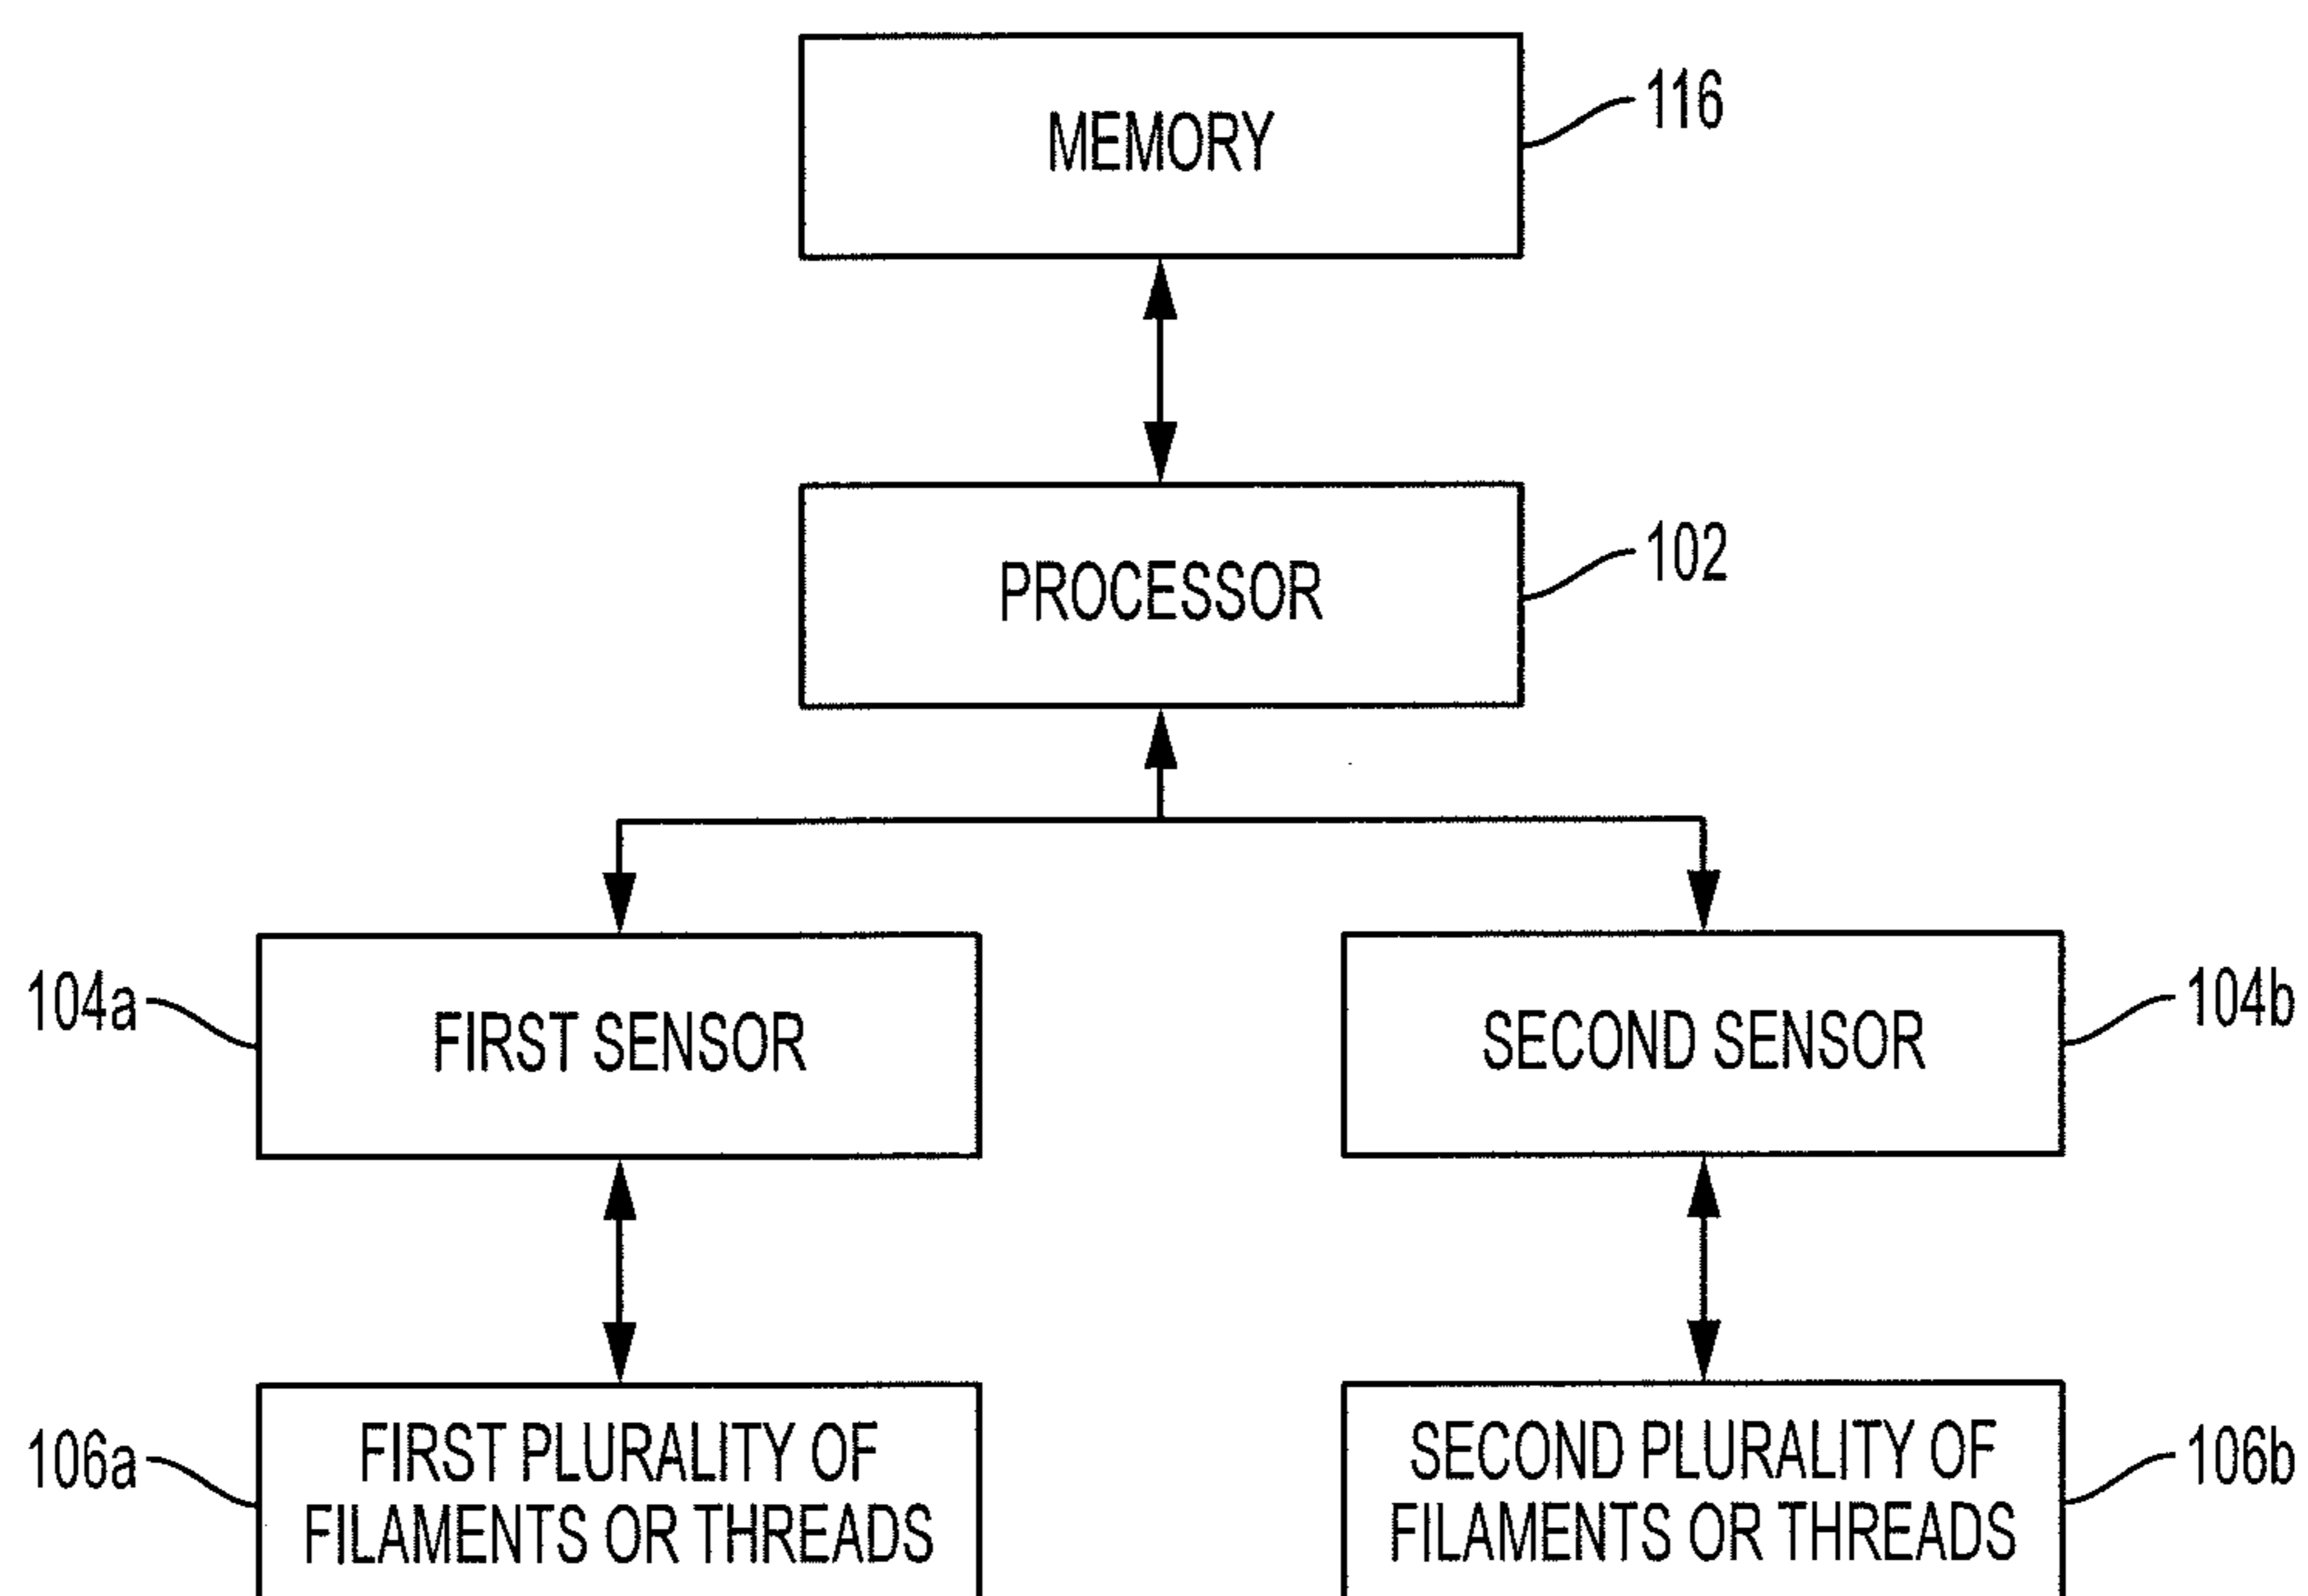 MEMORY
116
PROCESSOR
102
104a
FIRST SENSOR
SECOND SENSOR
104b
106a
FIRST PLURALITY OF
FILAMENTS OR THREADS
SECOND PLURALITY OF
FILAMENTS OR THREADS
106b